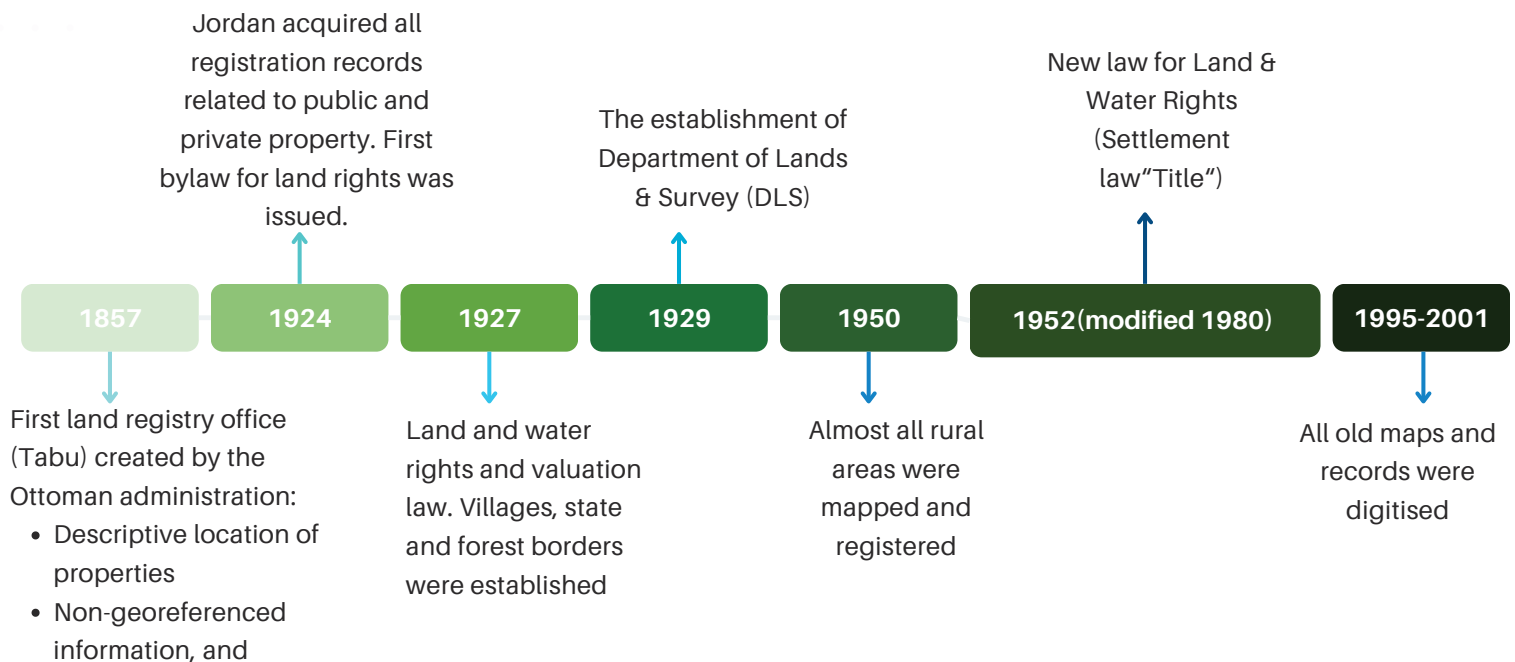 Jordan acquired all
registration records
related to public and
private property. First
bylaw for land rights was
issued.
The establishment of
Department of Lands
& Survey (DLS)
New law for Land &
Water Rights
(Settlement
law“Title“)
1857
1924
1927
1929
1950
1952(modified 1980)
1995-2001
First land registry office
(Tabu) created by the
Ottoman administration:
• Descriptive location of
properties
• Non-georeferenced
information, and
Land and water
rights and valuation
law. Villages, state
and forest borders
were established
Almost all rural
areas were
mapped and
registered
All old maps and
records were
digitised